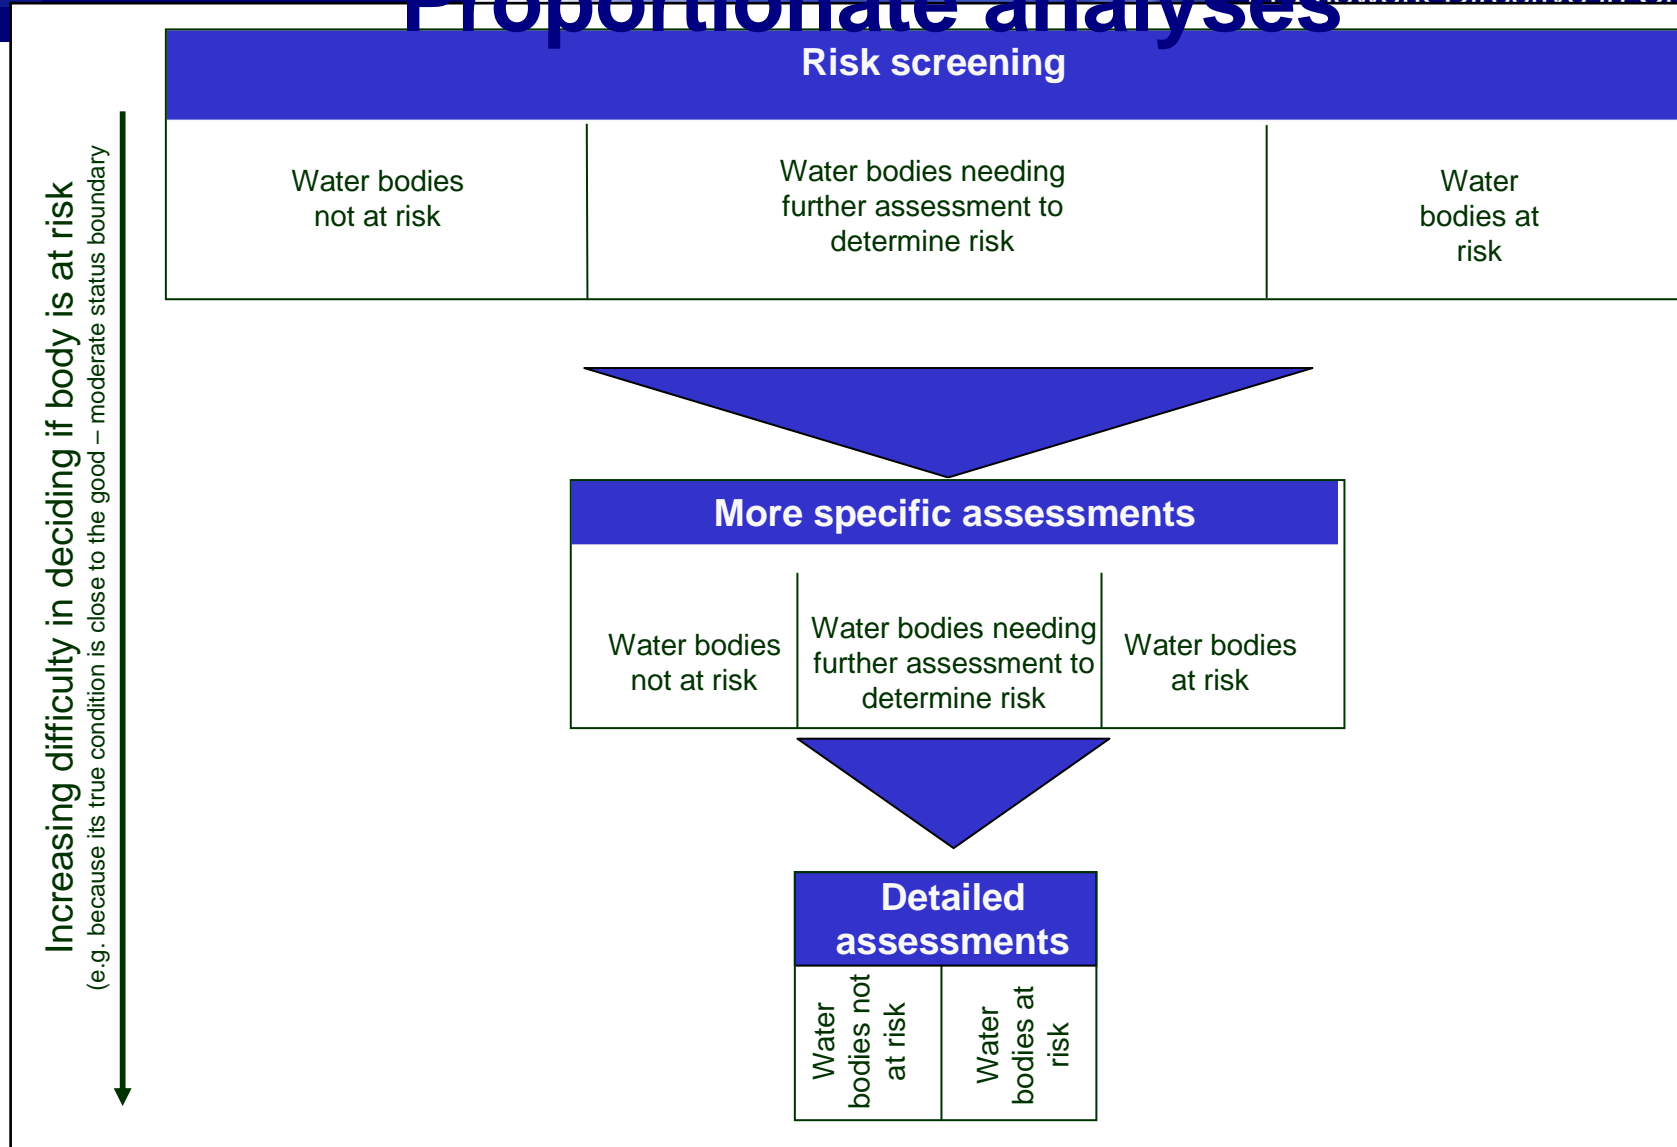 Proportionate analyses
Risk screening
Water bodies
not at risk
Water bodies needing
further assessment to
determine risk
Water
bodies at
risk
Increasing difficulty in deciding if body is at risk
(e.g. because its true condition is close to the good – moderate status boundary
More specific assessments
Water bodies
not at risk
Water bodies needing
further assessment to
determine risk
Water bodies
at risk
Detailed
assessments
Water
bodies not
at risk
Water
bodies at
risk